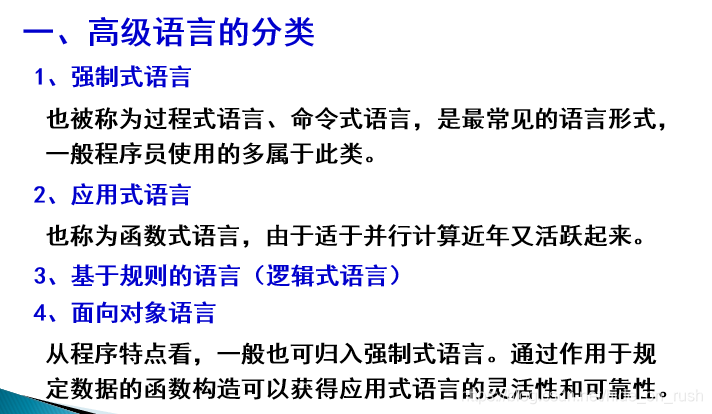 一、高级语言的分类
1、强制式语言
也被称为过程式语言、命令式语言，是最常见的语言形式，
一般程序员使用的多属于此类。
2、应用式语言
也称为函数式语言，由于适于并行计算近年又活跃起来。
3、基于规则的语言（逻辑式语言）
4、面向对象语言
从程序特点看，一般也可归入强制式语言。通过作用于规
定数据的函数构造可以获得应用式语言的灵活性和可靠性。